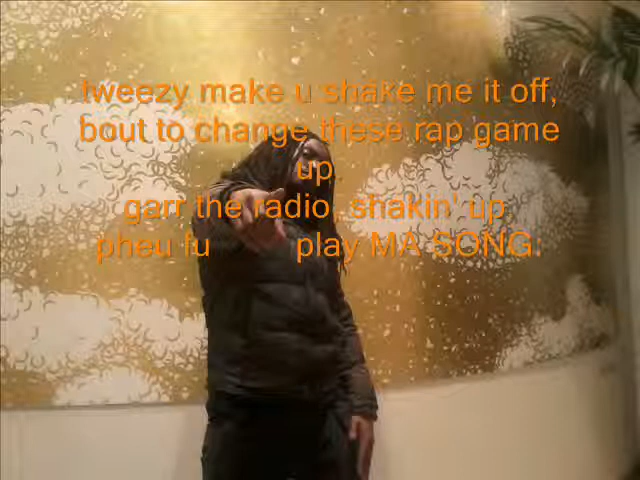 tweezy make u shake me it off,
bout to change these rap game
up
garr the radio, shakin' up
pheu fu play MA SONG.